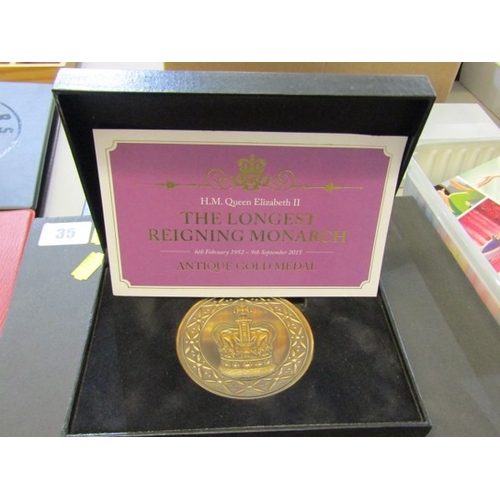 H.M. Queen Elizabeth II
THE LONGEST
REIGNING MONARCH
6th February 1952 - 9th September 2015
ANTIQUE GOLD MEDAL
35